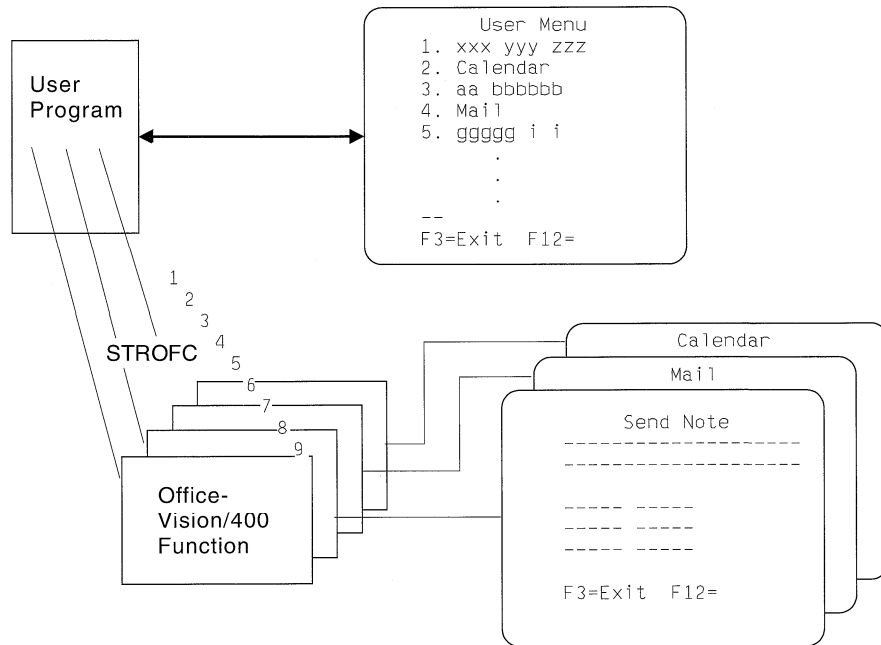 User Menu
1. xxx yyy zzz
2. Calendar
3. aa bbbbbb
4. Mail
5. ggggg i i
.
.
.
--
F3=Exit F12=
User
Program
1
2
3
4
5
6
7
8
9
STROFC
Office-
Vision/400
Function
Calendar
Mail
Send Note
--------------------
--------------------
----- -----
----- -----
----- -----
F3=Exit F12=